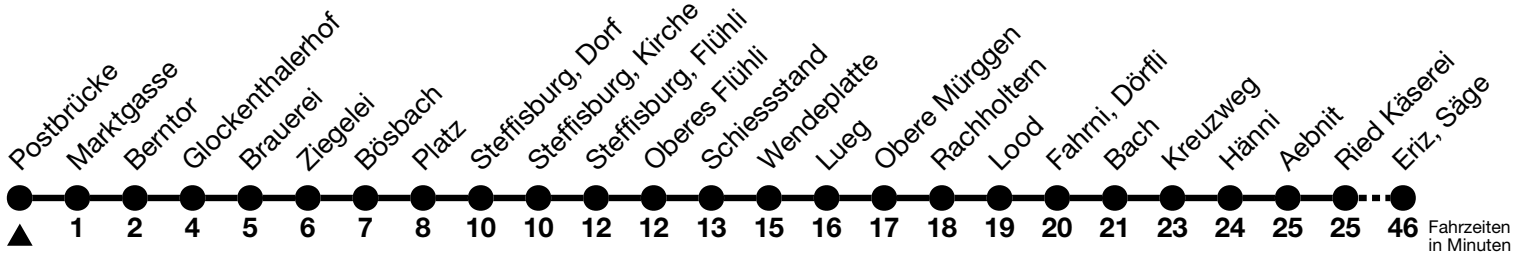 Postbrücke
Marktgasse
Berntor
Glockenthalerhof
Brauerei
Ziegelei
Bösbach
Platz
Steffisburg, Dorf
Steffisburg, Kirche
Steffisburg, Flühli
Oberes Flühli
Schiessstand
Wendeplatte
Lueg
Obere Mürggen
Rachholtern
Lood
Fahrni, Dörfli
Bach
Kreuzweg
Hänni
Aebnit
Ried Käserei
Eriz, Säge
1 2 4 5 6 7 8 10 10 12 12 13 15 16 17 18 19 20 21 23 24 25 25 46
Fahrzeiten
in Minuten